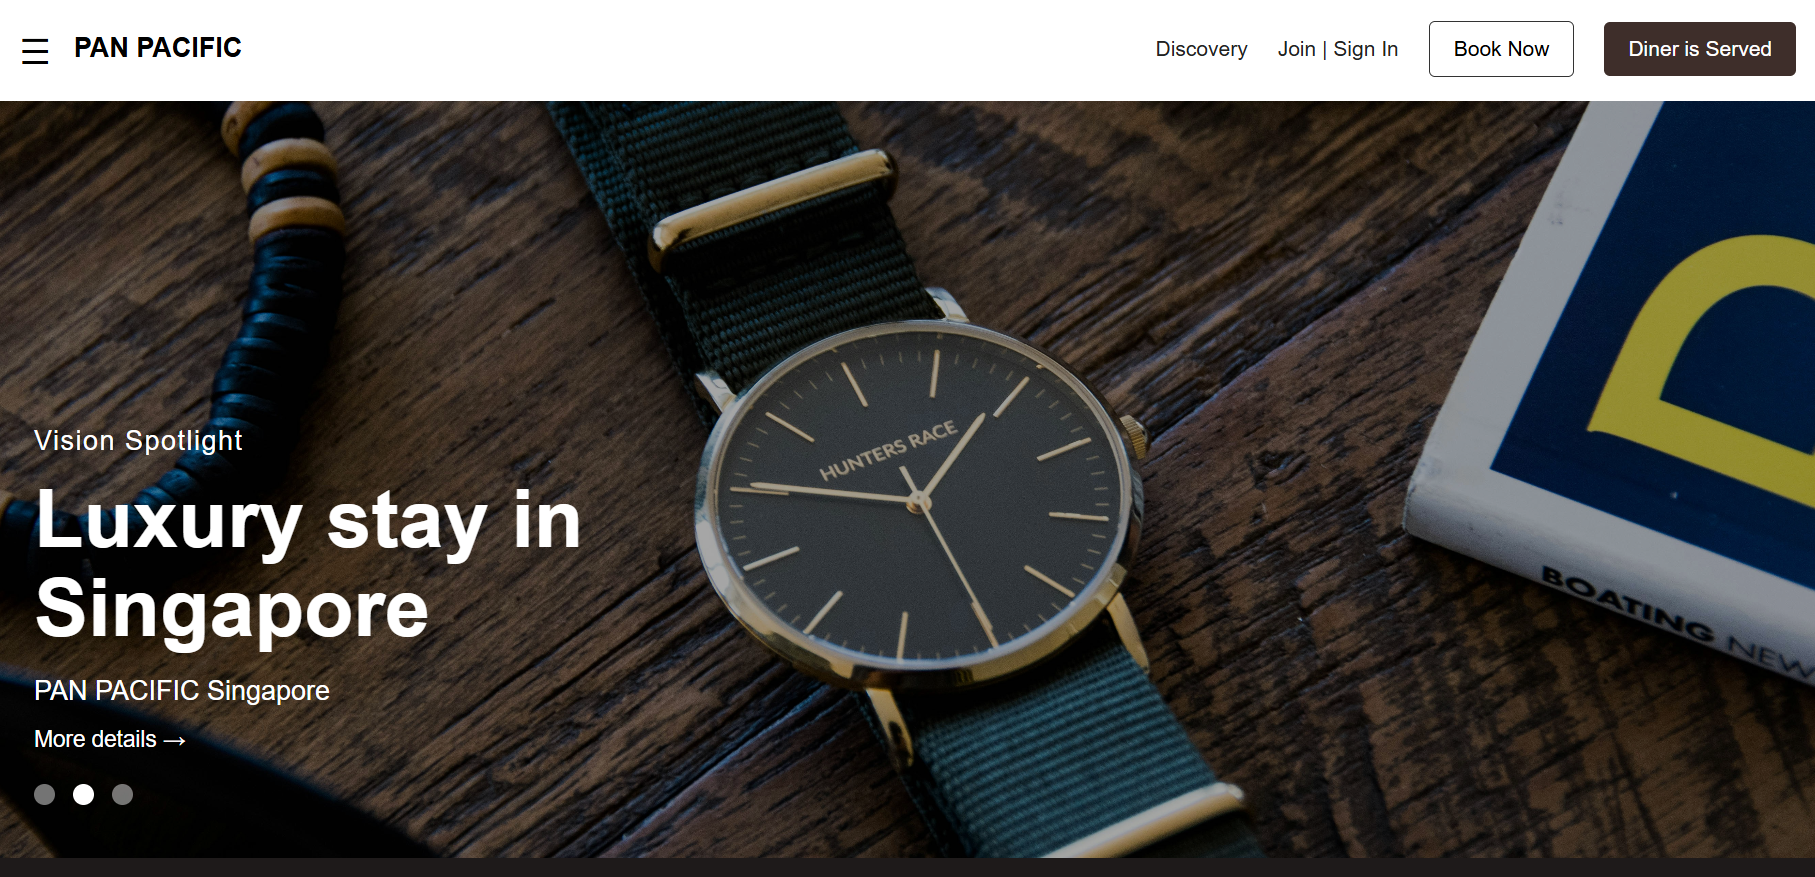 PAN PACIFIC
Discovery
Join | Sign In
Book Now
Diner is Served
HUNTERS RACE
BOATING NEW
Vision Spotlight
Luxury stay in
Singapore
PAN PACIFIC Singapore
More details →